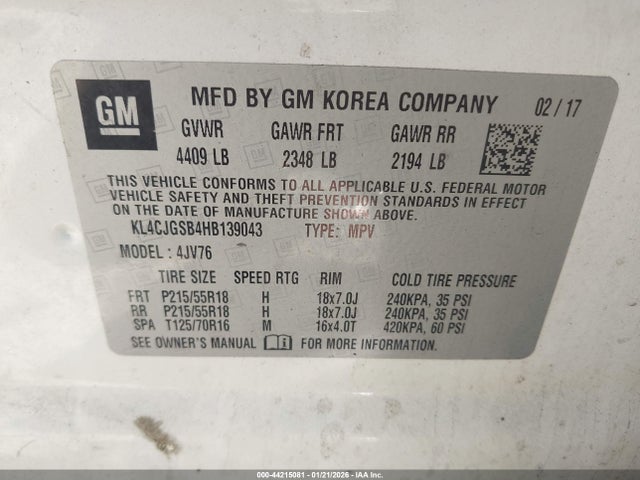 GM MFD BY GM KOREA COMPANY 02 / 17
GVWR GAWR FRT GAWR RR
4409 LB 2348 LB 2194 LB
THIS VEHICLE CONFORMS TO ALL APPLICABLE U.S. FEDERAL MOTOR
VEHICLE SAFETY AND THEFT PREVENTION STANDARDS IN EFFECT
ON THE DATE OF MANUFACTURE SHOWN ABOVE.
KL4CJGSB4HB139043 TYPE: MPV
MODEL : 4JV76
TIRE SIZE SPEED RTG RIM COLD TIRE PRESSURE
FRT P215/55R18 H 18x7.0J 240KPA, 35 PSI
RR P215/55R18 H 18x7.0J 240KPA, 35 PSI
SPA T125/70R16 M 16x4.0T 420KPA, 60 PSI
SEE OWNER'S MANUAL FOR MORE INFORMATION.
000-44215081 - 01/21/2026 - IAAI.com